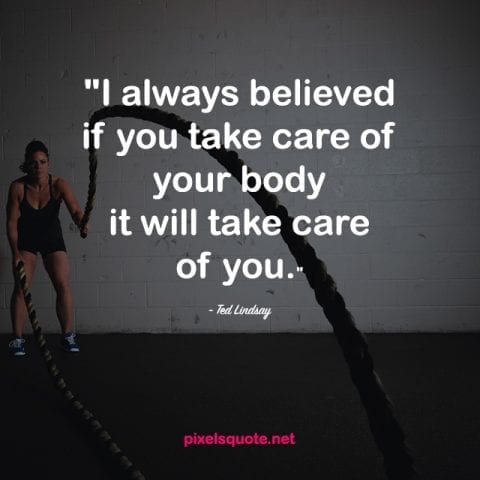 "I always believed
if you take care of
your body
it will take care
of you."
- Ted Lindsay
pixelsquote.net